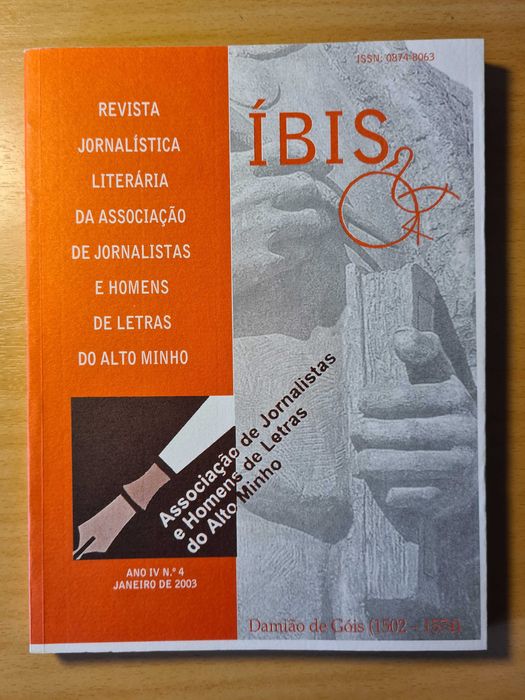 ISSN: 0874-8063
ÍBIS
REVISTA
JORNALÍSTICA
LITERÁRIA
DA ASSOCIAÇÃO
DE JORNALISTAS
E HOMENS
DE LETRAS
DO ALTO MINHO
Associação de Jornalistas
e Homens de Letras
do Alto Minho
ANO IV N.º 4
JANEIRO DE 2003
Damião de Góis (1502 – 1574)